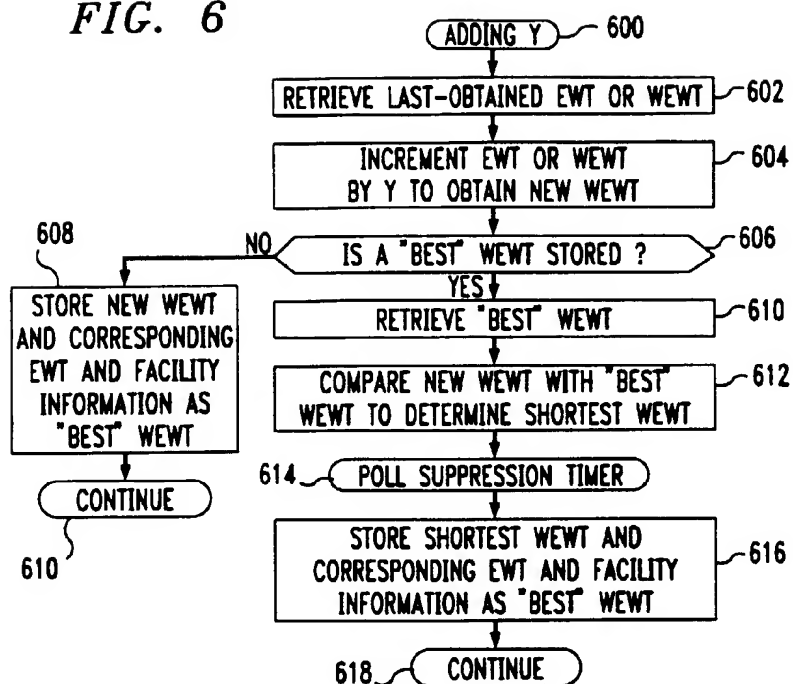 FIG. 6
ADDING Y
600
RETRIEVE LAST-OBTAINED EWT OR WEWT
602
INCREMENT EWT OR WEWT
BY Y TO OBTAIN NEW WEWT
604
IS A "BEST" WEWT STORED ?
606
NO
608
STORE NEW WEWT
AND CORRESPONDING
EWT AND FACILITY
INFORMATION AS
"BEST" WEWT
CONTINUE
610
YES
RETRIEVE "BEST" WEWT
610
COMPARE NEW WEWT WITH "BEST"
WEWT TO DETERMINE SHORTEST WEWT
612
614
POLL SUPPRESSION TIMER
STORE SHORTEST WEWT AND
CORRESPONDING EWT AND FACILITY
INFORMATION AS "BEST" WEWT
616
618
CONTINUE